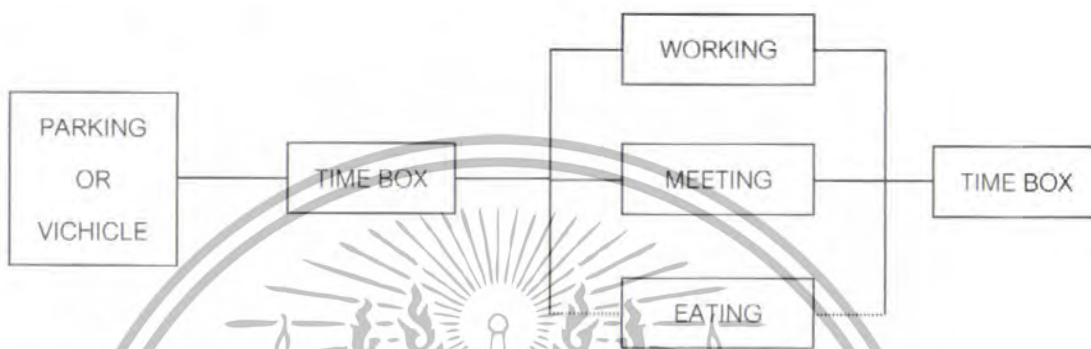 WORKING
PARKING
OR
VICHICLE
TIME BOX
MEETING
TIME BOX
EATING